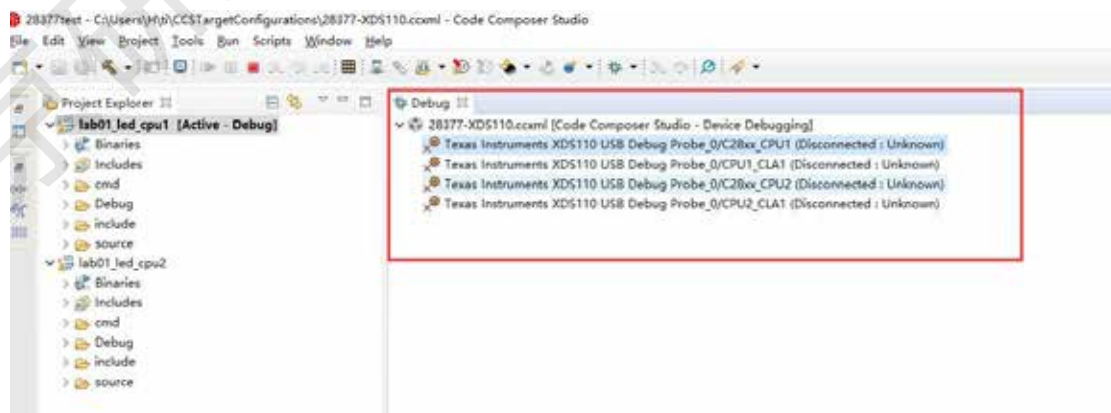 28377test - C:\Users\H\ti\CCSTargetConfigurations\28377-XDS110.ccxml - Code Composer Studio
File Edit View Project Tools Run Scripts Window Help
Project Explorer
lab01_led_cpu1 [Active - Debug]
Binaries
Includes
cmd
Debug
include
source
lab01_led_cpu2
Binaries
Includes
cmd
Debug
include
source
Debug
28377-XDS110.ccxml [Code Composer Studio - Device Debugging]
Texas Instruments XDS110 USB Debug Probe_0/C28xx_CPU1 (Disconnected : Unknown)
Texas Instruments XDS110 USB Debug Probe_0/CPU1_CLA1 (Disconnected : Unknown)
Texas Instruments XDS110 USB Debug Probe_0/C28xx_CPU2 (Disconnected : Unknown)
Texas Instruments XDS110 USB Debug Probe_0/CPU2_CLA1 (Disconnected : Unknown)